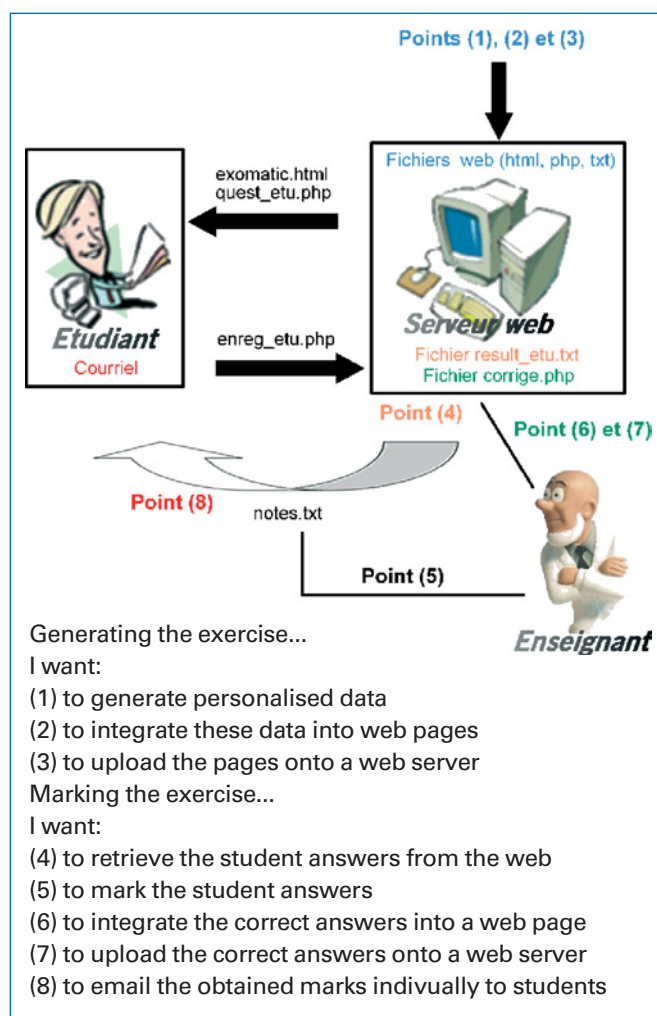 Points (1), (2) et (3)
Fichiers web (html, php, txt)
exomatic.html
quest_etu.php
Serveur web
Etudiant
enreg_etu.php
Courriel
Fichier result_etu.txt
Fichier corrige.php
Point (4)
Point (6) et (7)
Point (8)
notes.txt
Point (5)
Enseignant
Generating the exercise...
I want:
(1) to generate personalised data
(2) to integrate these data into web pages
(3) to upload the pages onto a web server
Marking the exercise...
I want:
(4) to retrieve the student answers from the web
(5) to mark the student answers
(6) to integrate the correct answers into a web page
(7) to upload the correct answers onto a web server
(8) to email the obtained marks indivually to students